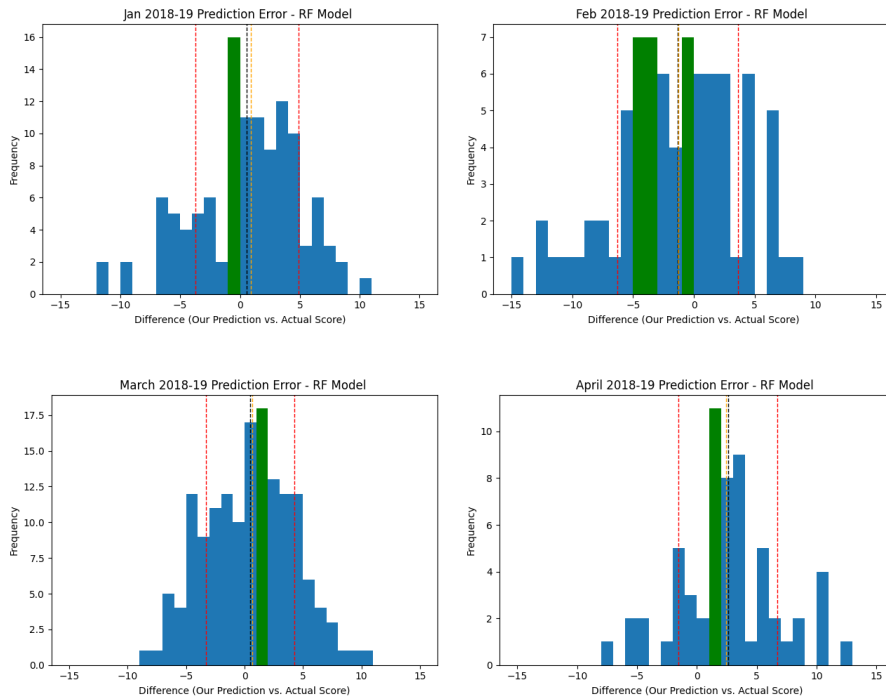 Jan 2018-19 Prediction Error - RF Model
16
14
12
10
8
6
4
2
0
Frequency
−15 −10 −5 0 5 10 15
Difference (Our Prediction vs. Actual Score)
Feb 2018-19 Prediction Error - RF Model
7
6
5
4
3
2
1
0
Frequency
−15 −10 −5 0 5 10 15
Difference (Our Prediction vs. Actual Score)
March 2018-19 Prediction Error - RF Model
17.5
15.0
12.5
10.0
7.5
5.0
2.5
0.0
Frequency
−15 −10 −5 0 5 10 15
Difference (Our Prediction vs. Actual Score)
April 2018-19 Prediction Error - RF Model
10
8
6
4
2
0
Frequency
−15 −10 −5 0 5 10 15
Difference (Our Prediction vs. Actual Score)